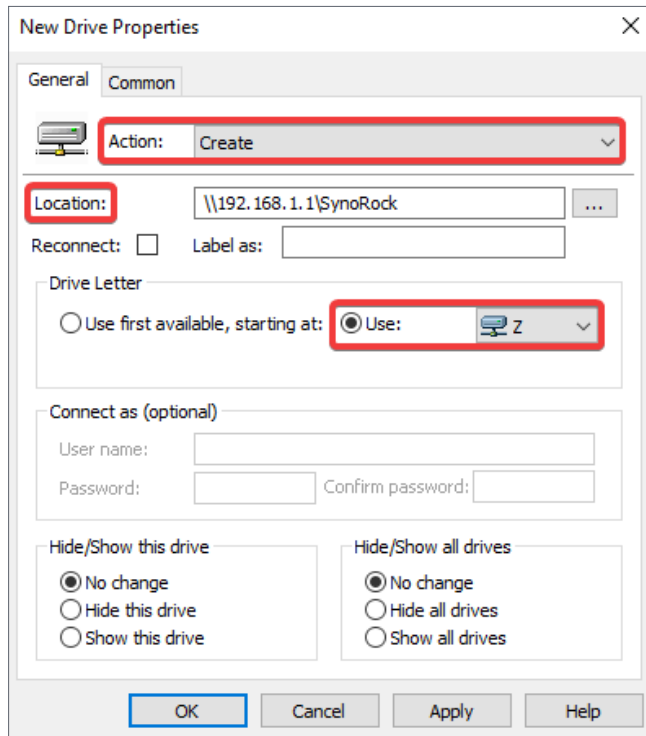 New Drive Properties
General Common
Action: Create
Location: \\192.168.1.1\SynoRock ...
Reconnect: Label as:
Drive Letter
Use first available, starting at: Use: Z
Connect as (optional)
User name:
Password: Confirm password:
Hide/Show this drive Hide/Show all drives
No change No change
Hide this drive Hide all drives
Show this drive Show all drives
OK Cancel Apply Help